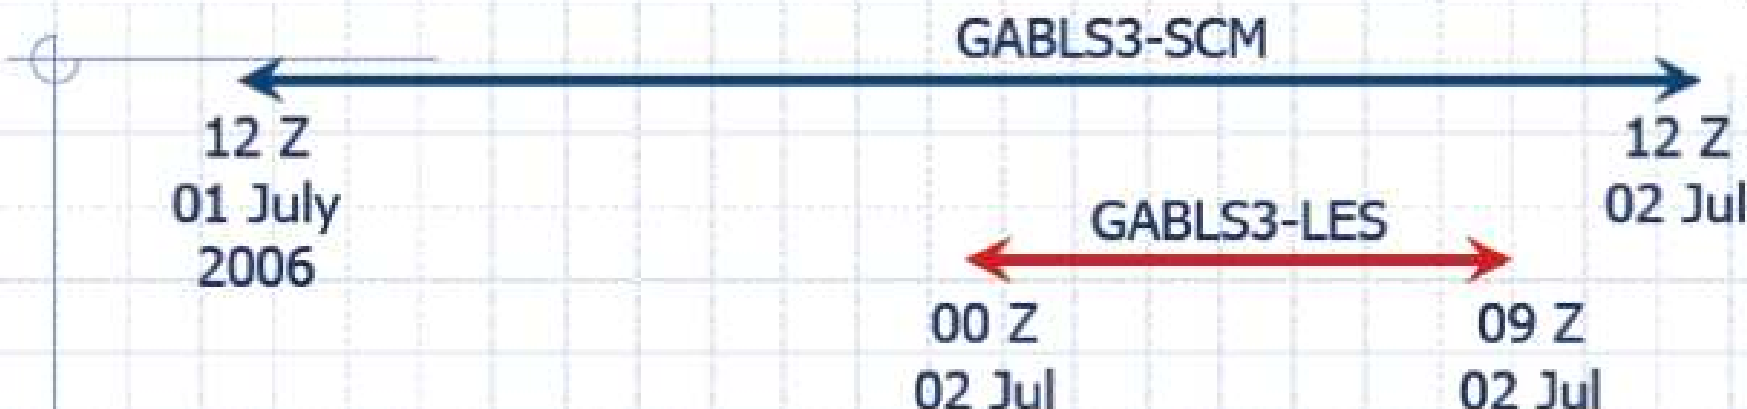 GABLS3-SCM
12 Z
01 July
2006
12 Z
02 Jul
GABLS3-LES
00 Z
02 Jul
09 Z
02 Jul